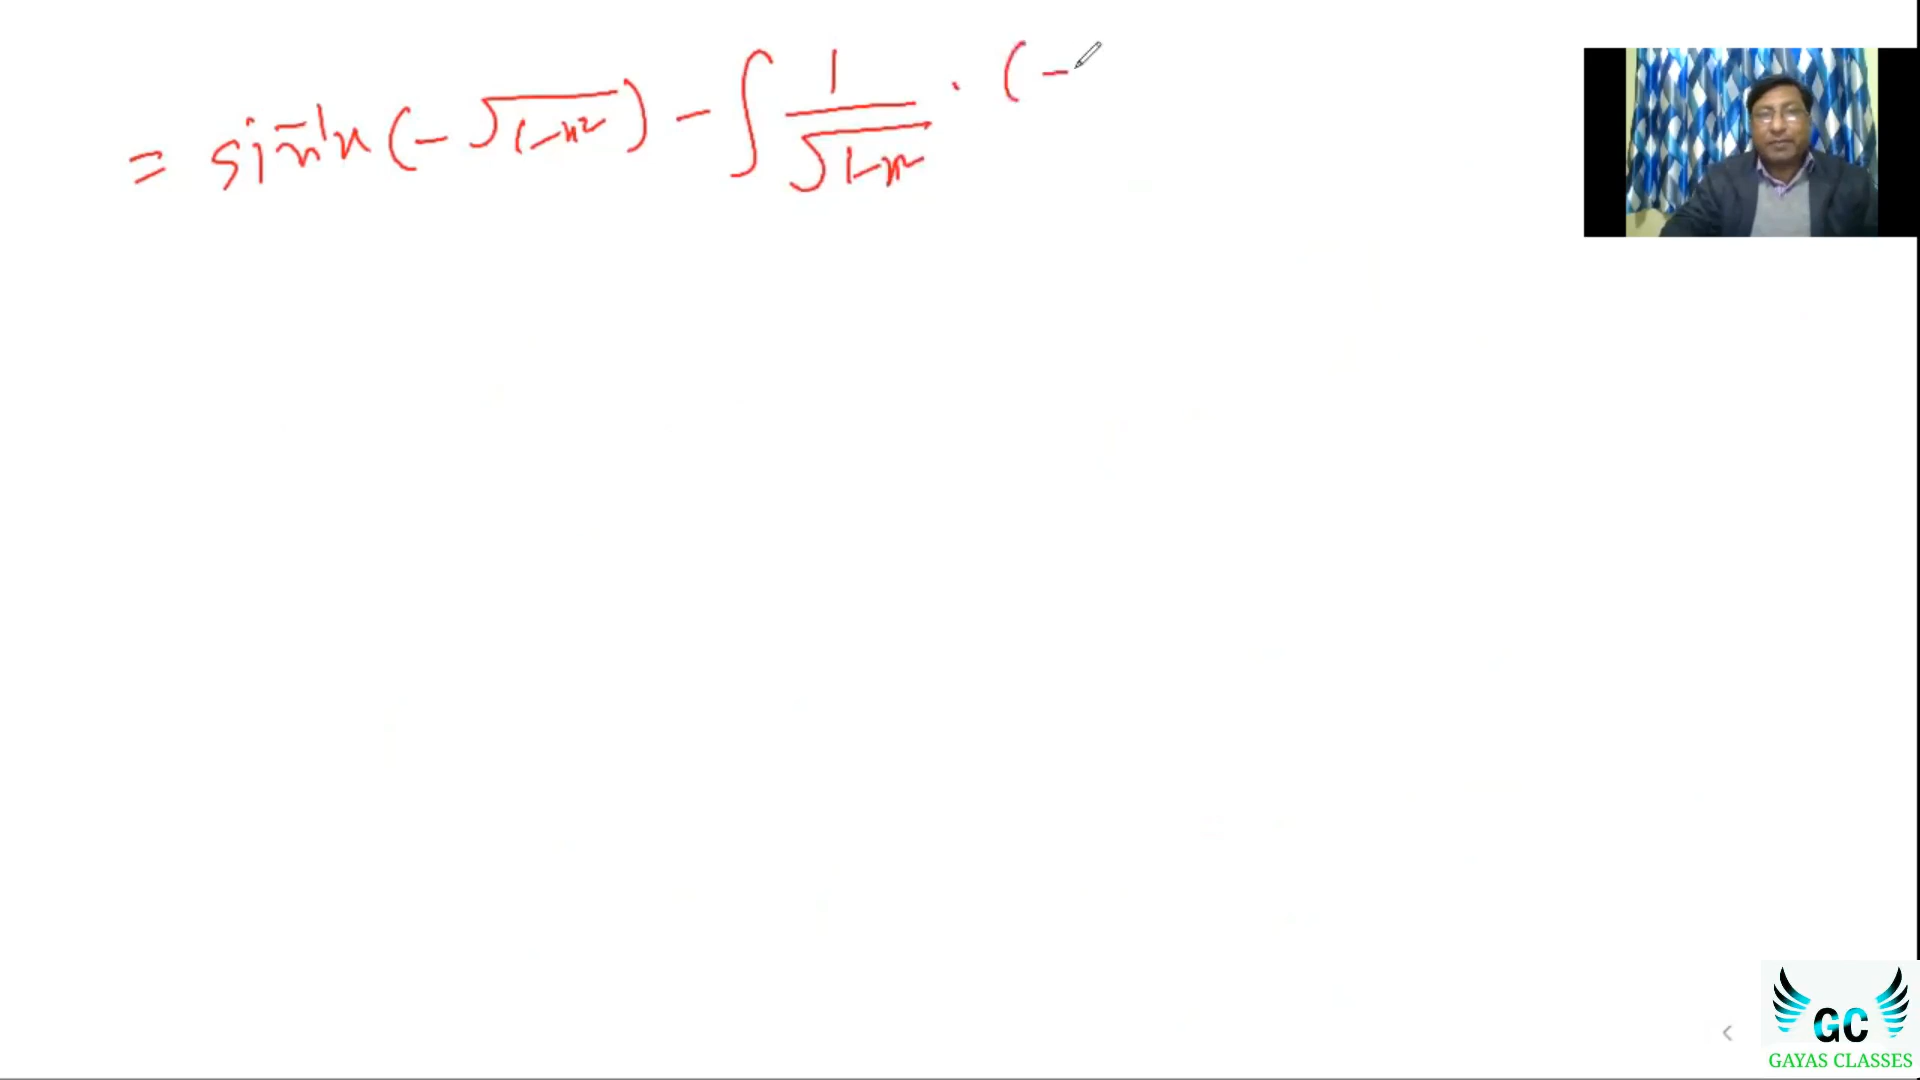 = sin⁻¹x (-√(1-x²)) - ∫ 1/√(1-x²) · (-
GC
GAYAS CLASSES